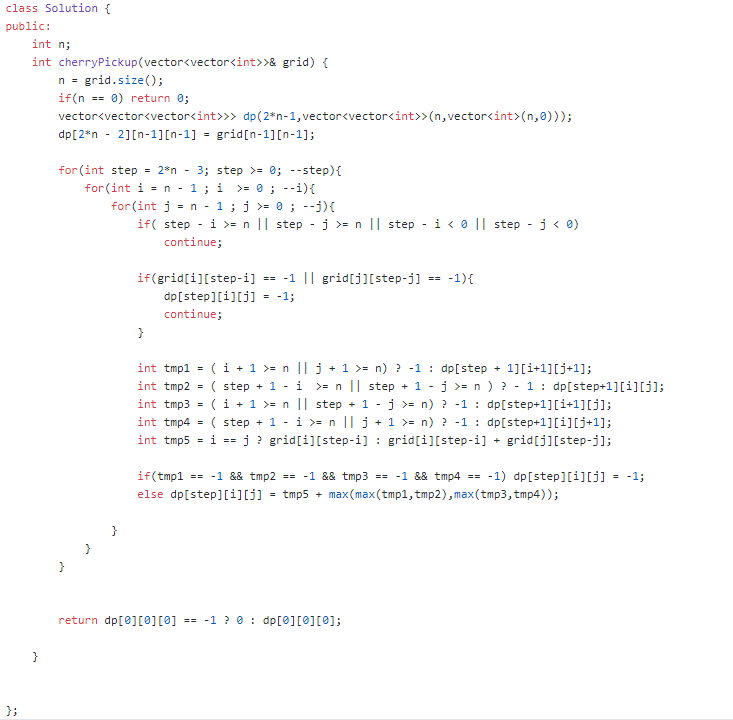 class Solution {
public:
    int n;
    int cherryPickup(vector<vector<int>>& grid) {
        n = grid.size();
        if(n == 0) return 0;
        vector<vector<vector<int>>> dp(2*n-1,vector<vector<int>>(n,vector<int>(n,0)));
        dp[2*n - 2][n-1][n-1] = grid[n-1][n-1];

        for(int step = 2*n - 3; step >= 0; --step){
            for(int i = n - 1 ; i  >= 0 ; --i){
                for(int j = n - 1 ; j >= 0 ; --j){
                    if( step - i >= n || step - j >= n || step - i < 0 || step - j < 0)
                        continue;

                    if(grid[i][step-i] == -1 || grid[j][step-j] == -1){
                        dp[step][i][j] = -1;
                        continue;
                    }

                    int tmp1 = ( i + 1 >= n || j + 1 >= n) ? -1 : dp[step + 1][i+1][j+1];
                    int tmp2 = ( step + 1 - i  >= n || step + 1 - j >= n ) ? - 1 : dp[step+1][i][j];
                    int tmp3 = ( i + 1 >= n || step + 1 - j >= n) ? -1 : dp[step+1][i+1][j];
                    int tmp4 = ( step + 1 - i >= n || j + 1 >= n) ? -1 : dp[step+1][i][j+1];
                    int tmp5 = i == j ? grid[i][step-i] : grid[i][step-i] + grid[j][step-j];

                    if(tmp1 == -1 && tmp2 == -1 && tmp3 == -1 && tmp4 == -1) dp[step][i][j] = -1;
                    else dp[step][i][j] = tmp5 + max(max(tmp1,tmp2),max(tmp3,tmp4));

                }
            }
        }


        return dp[0][0][0] == -1 ? 0 : dp[0][0][0];

    }


};